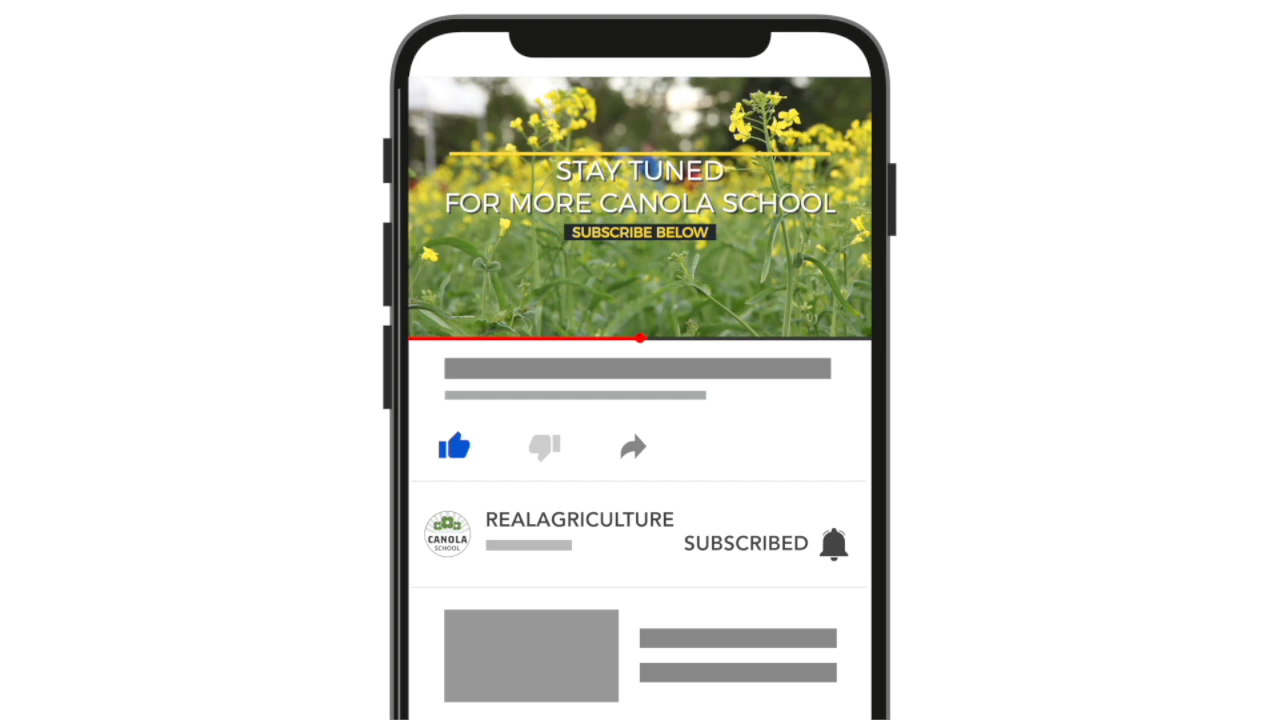 STAY TUNED
FOR MORE CANOLA SCHOOL
SUBSCRIBE BELOW
REALAGRICULTURE
CANOLA
SCHOOL
SUBSCRIBED